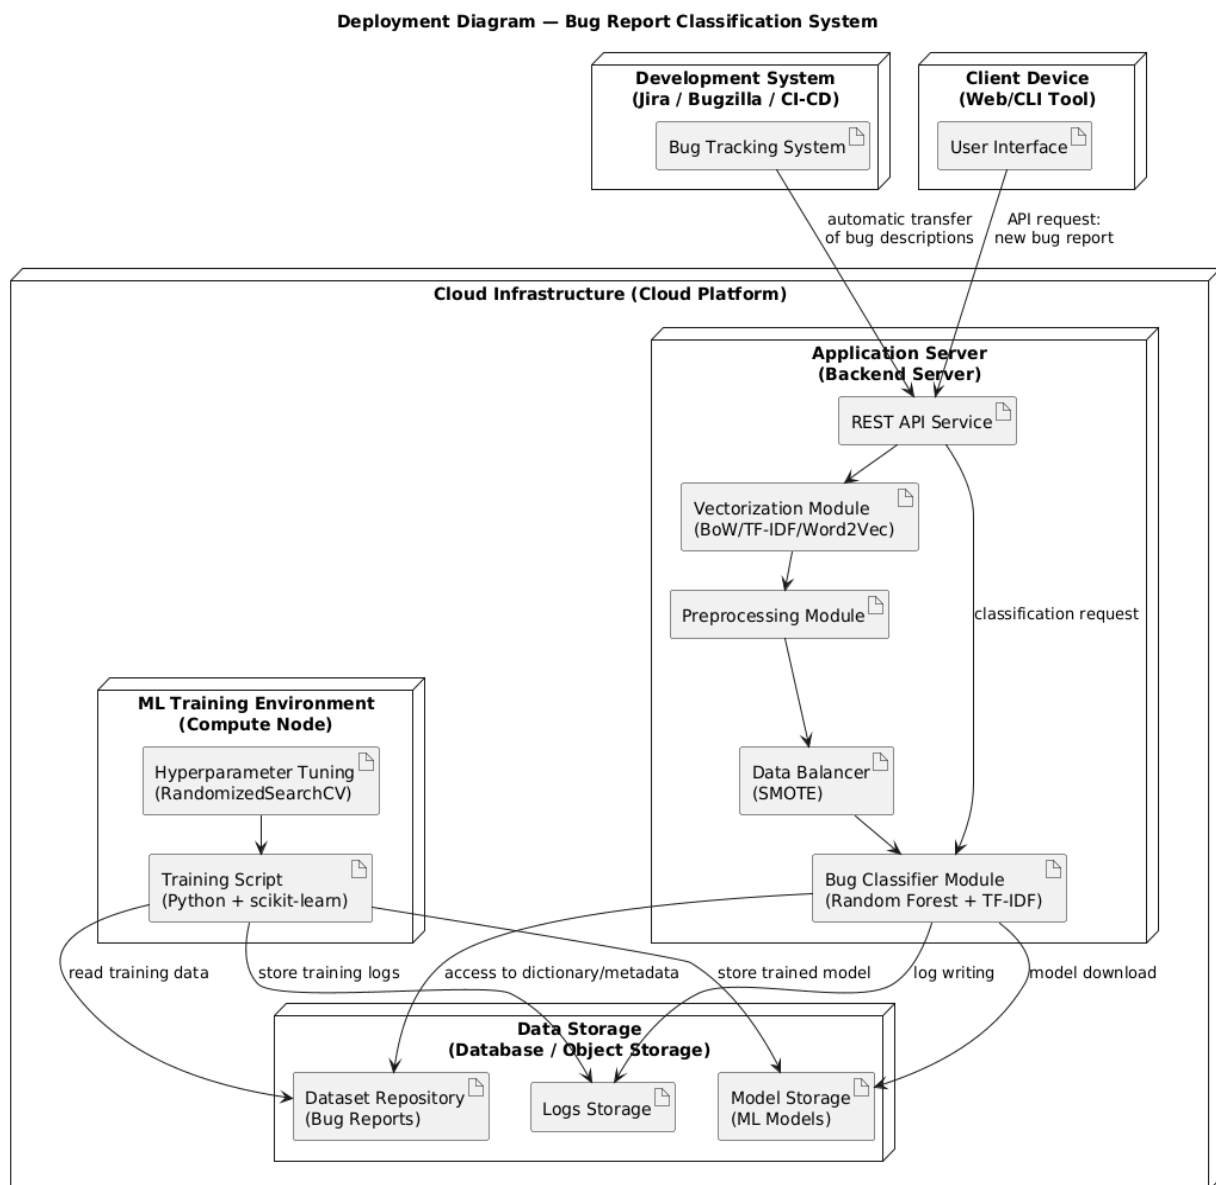 Deployment Diagram — Bug Report Classification System
Development System
(Jira / Bugzilla / CI-CD)
Bug Tracking System
Client Device
(Web/CLI Tool)
User Interface
automatic transfer
of bug descriptions
API request:
new bug report
Cloud Infrastructure (Cloud Platform)
Application Server
(Backend Server)
REST API Service
Vectorization Module
(BoW/TF-IDF/Word2Vec)
Preprocessing Module
classification request
ML Training Environment
(Compute Node)
Hyperparameter Tuning
(RandomizedSearchCV)
Data Balancer
(SMOTE)
Training Script
(Python + scikit-learn)
Bug Classifier Module
(Random Forest + TF-IDF)
read training data
store training logs
access to dictionary/metadata
store trained model
log writing
model download
Data Storage
(Database / Object Storage)
Dataset Repository
(Bug Reports)
Logs Storage
Model Storage
(ML Models)